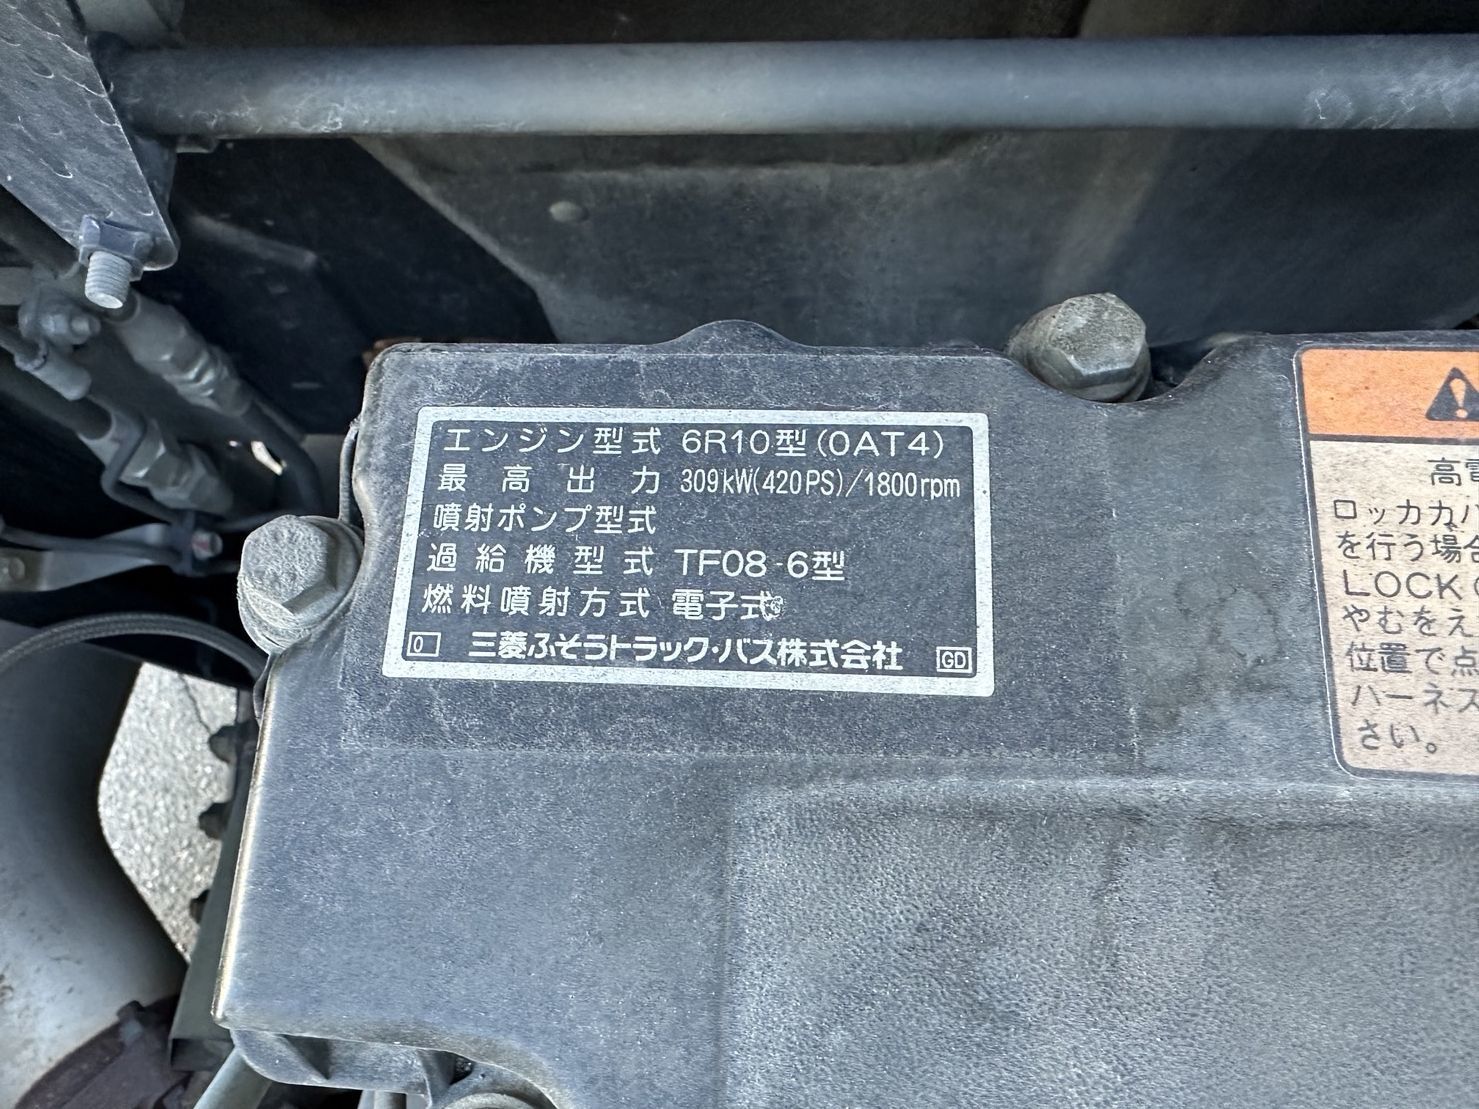 エンジン型式 6R10型(0AT4)
最高出力 309kW(420PS)/1800rpm
噴射ポンプ型式
過給機型式 TF08-6型
燃料噴射方式 電子式
0 三菱ふそうトラック・バス株式会社 GD
高電
ロッカカバ
を行う場合
LOCK(
やむをえ
位置で点
ハーネス
さい。